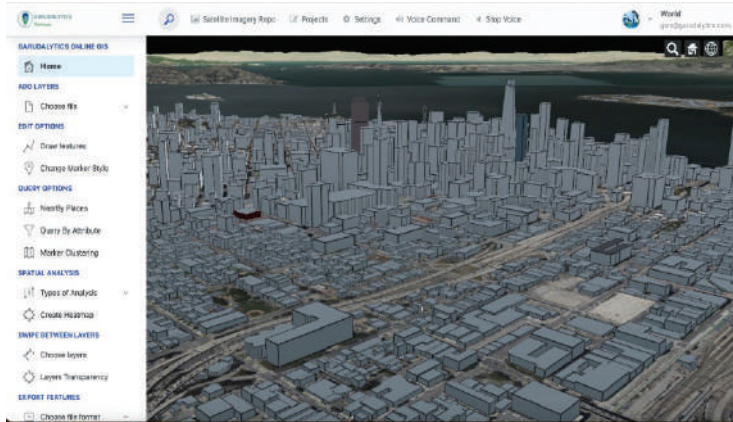 GARUDALYTICS
Satellite Imagery Repo
Projects
Settings
Voice Command
Stop Voice
World
GARUDALYTICS ONLINE GIS
Home
ADD LAYERS
Choose file
EDIT OPTIONS
Draw features
Change Marker Style
QUERY OPTIONS
NearBy Places
Query By Attribute
Marker Clustering
SPATIAL ANALYSIS
Types of Analysis
Create Heatmap
SWIPE BETWEEN LAYERS
Choose layers
Layers Transparency
EXPORT FEATURES
Choose file format